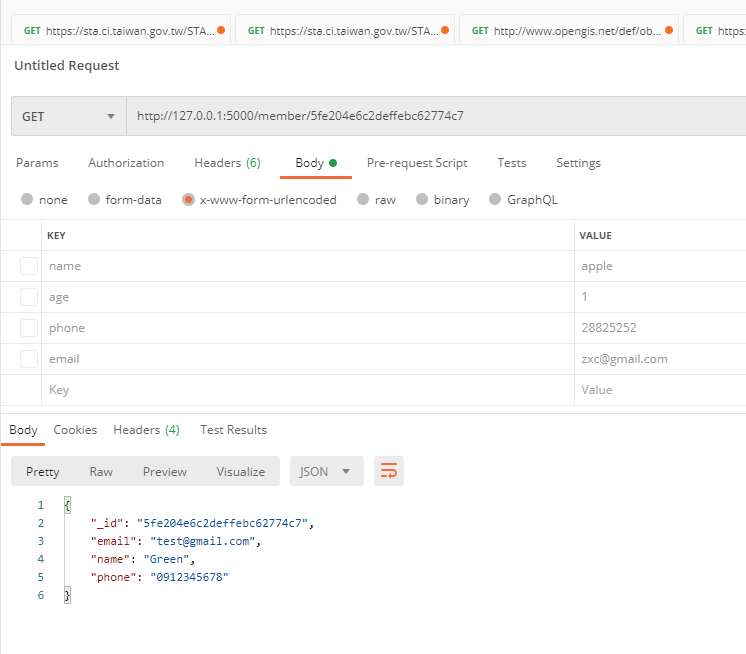 GET https://sta.ci.taiwan.gov.tw/STA... GET https://sta.ci.taiwan.gov.tw/STA... GET http://www.opengis.net/def/ob... GET https:
Untitled Request
GET http://127.0.0.1:5000/member/5fe204e6c2deffebc62774c7
Params Authorization Headers (6) Body Pre-request Script Tests Settings
none form-data x-www-form-urlencoded raw binary GraphQL
KEY VALUE
name apple
age 1
phone 28825252
email zxc@gmail.com
Key Value
Body Cookies Headers (4) Test Results
Pretty Raw Preview Visualize JSON
1 {
2 "_id": "5fe204e6c2deffebc62774c7",
3 "email": "test@gmail.com",
4 "name": "Green",
5 "phone": "0912345678"
6 }